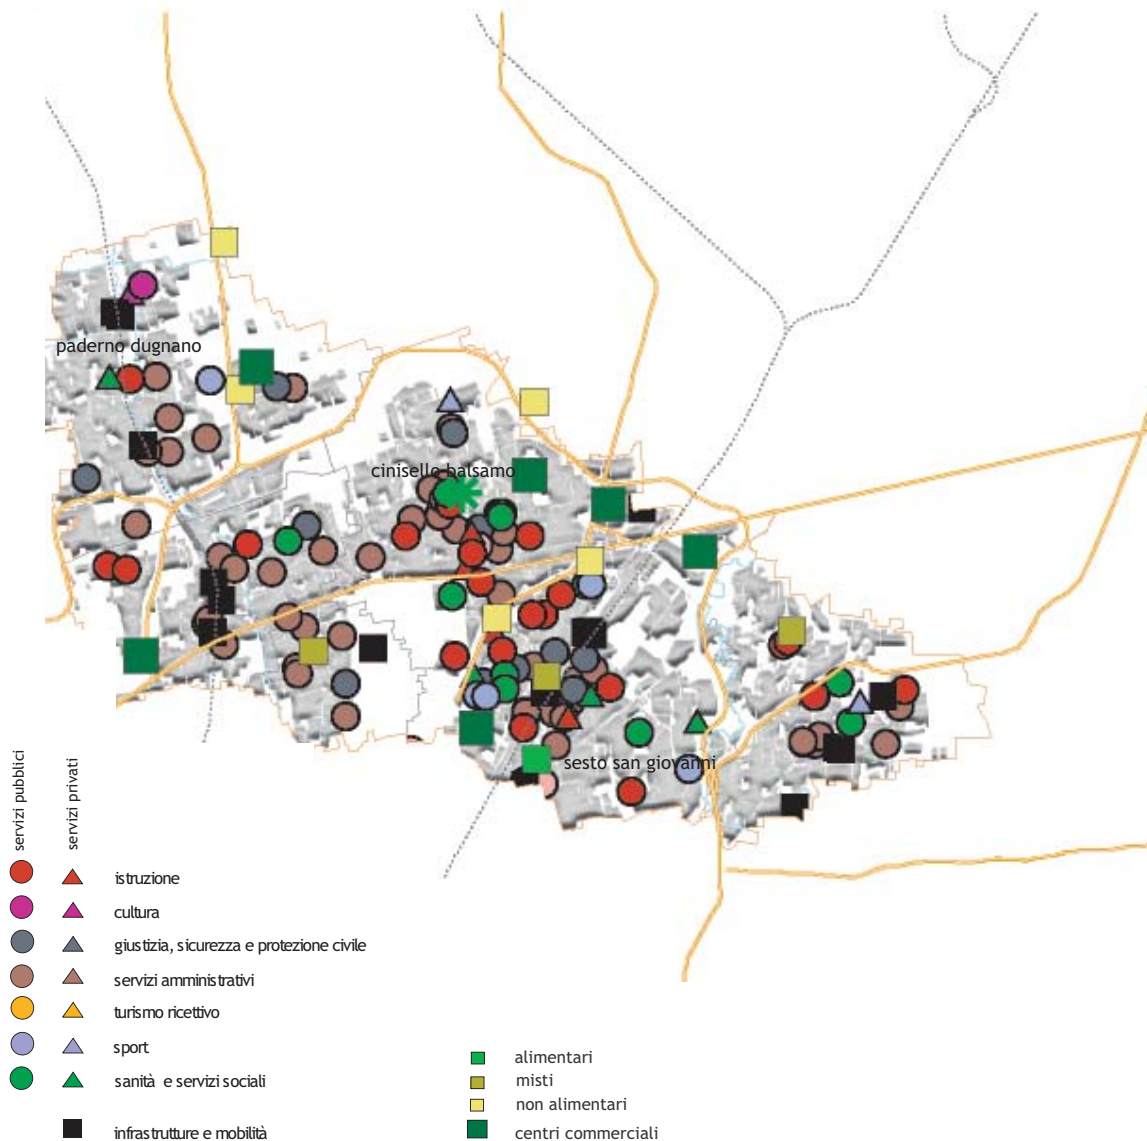 paderno dugnano
cinisello balsamo
sesto san giovanni
servizi pubblici
servizi privati
istruzione
cultura
giustizia, sicurezza e protezione civile
servizi amministrativi
turismo ricettivo
sport
sanità e servizi sociali
infrastrutture e mobilità
alimentari
misti
non alimentari
centri commerciali